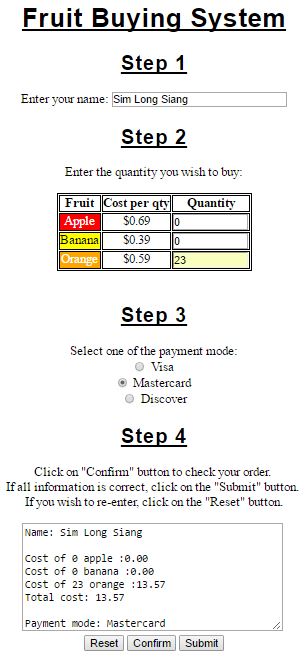 Fruit Buying System
Step 1
Enter your name: Sim Long Siang
Step 2
Enter the quantity you wish to buy:
Fruit Cost per qty Quantity
Apple $0.69 0
Banana $0.39 0
Orange $0.59 23
Step 3
Select one of the payment mode:
Visa
Mastercard
Discover
Step 4
Click on "Confirm" button to check your order.
If all information is correct, click on the "Submit" button.
If you wish to re-enter, click on the "Reset" button.
Name: Sim Long Siang
Cost of 0 apple :0.00
Cost of 0 banana :0.00
Cost of 23 orange :13.57
Total cost: 13.57
Payment mode: Mastercard
Reset Confirm Submit